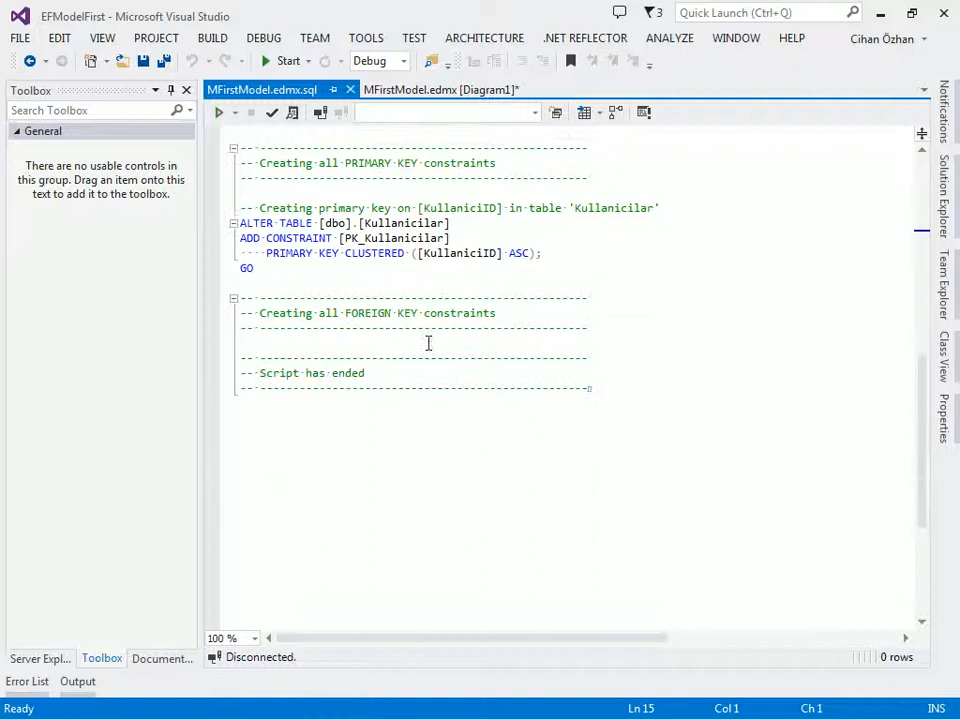 EFModelFirst - Microsoft Visual Studio
3
Quick Launch (Ctrl+Q)
FILE EDIT VIEW PROJECT BUILD DEBUG TEAM TOOLS TEST ARCHITECTURE .NET REFLECTOR ANALYZE WINDOW HELP Cihan Özhan
Start Debug
Toolbox
MFirstModel.edmx.sql MFirstModel.edmx [Diagram1]*
Search Toolbox
General
There are no usable controls in
this group. Drag an item onto this
text to add it to the toolbox.
-- --------------------------------------------------
-- Creating all PRIMARY KEY constraints
-- --------------------------------------------------
-- Creating primary key on [KullaniciID] in table 'Kullanicilar'
ALTER TABLE [dbo].[Kullanicilar]
ADD CONSTRAINT [PK_Kullanicilar]
PRIMARY KEY CLUSTERED ([KullaniciID] ASC);
GO
-- --------------------------------------------------
-- Creating all FOREIGN KEY constraints
-- --------------------------------------------------
-- --------------------------------------------------
-- Script has ended
-- --------------------------------------------------
Notifications
Solution Explorer
Team Explorer
Class View
Properties
100 %
Disconnected. 0 rows
Server Expl... Toolbox Document...
Error List Output
Ready Ln 15 Col 1 Ch 1 INS